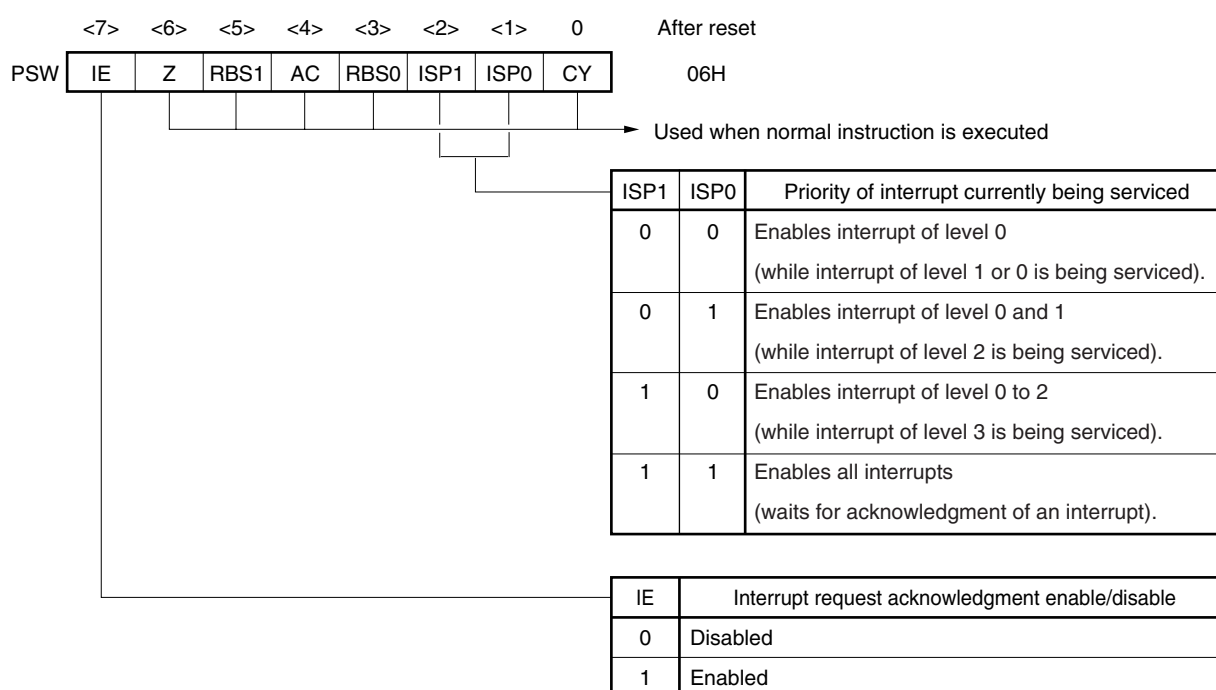 <7> <6> <5> <4> <3> <2> <1> 0 After reset
PSW IE Z RBS1 AC RBS0 ISP1 ISP0 CY 06H
Used when normal instruction is executed
ISP1 ISP0 Priority of interrupt currently being serviced
0 0 Enables interrupt of level 0
(while interrupt of level 1 or 0 is being serviced).
0 1 Enables interrupt of level 0 and 1
(while interrupt of level 2 is being serviced).
1 0 Enables interrupt of level 0 to 2
(while interrupt of level 3 is being serviced).
1 1 Enables all interrupts
(waits for acknowledgment of an interrupt).
IE Interrupt request acknowledgment enable/disable
0 Disabled
1 Enabled